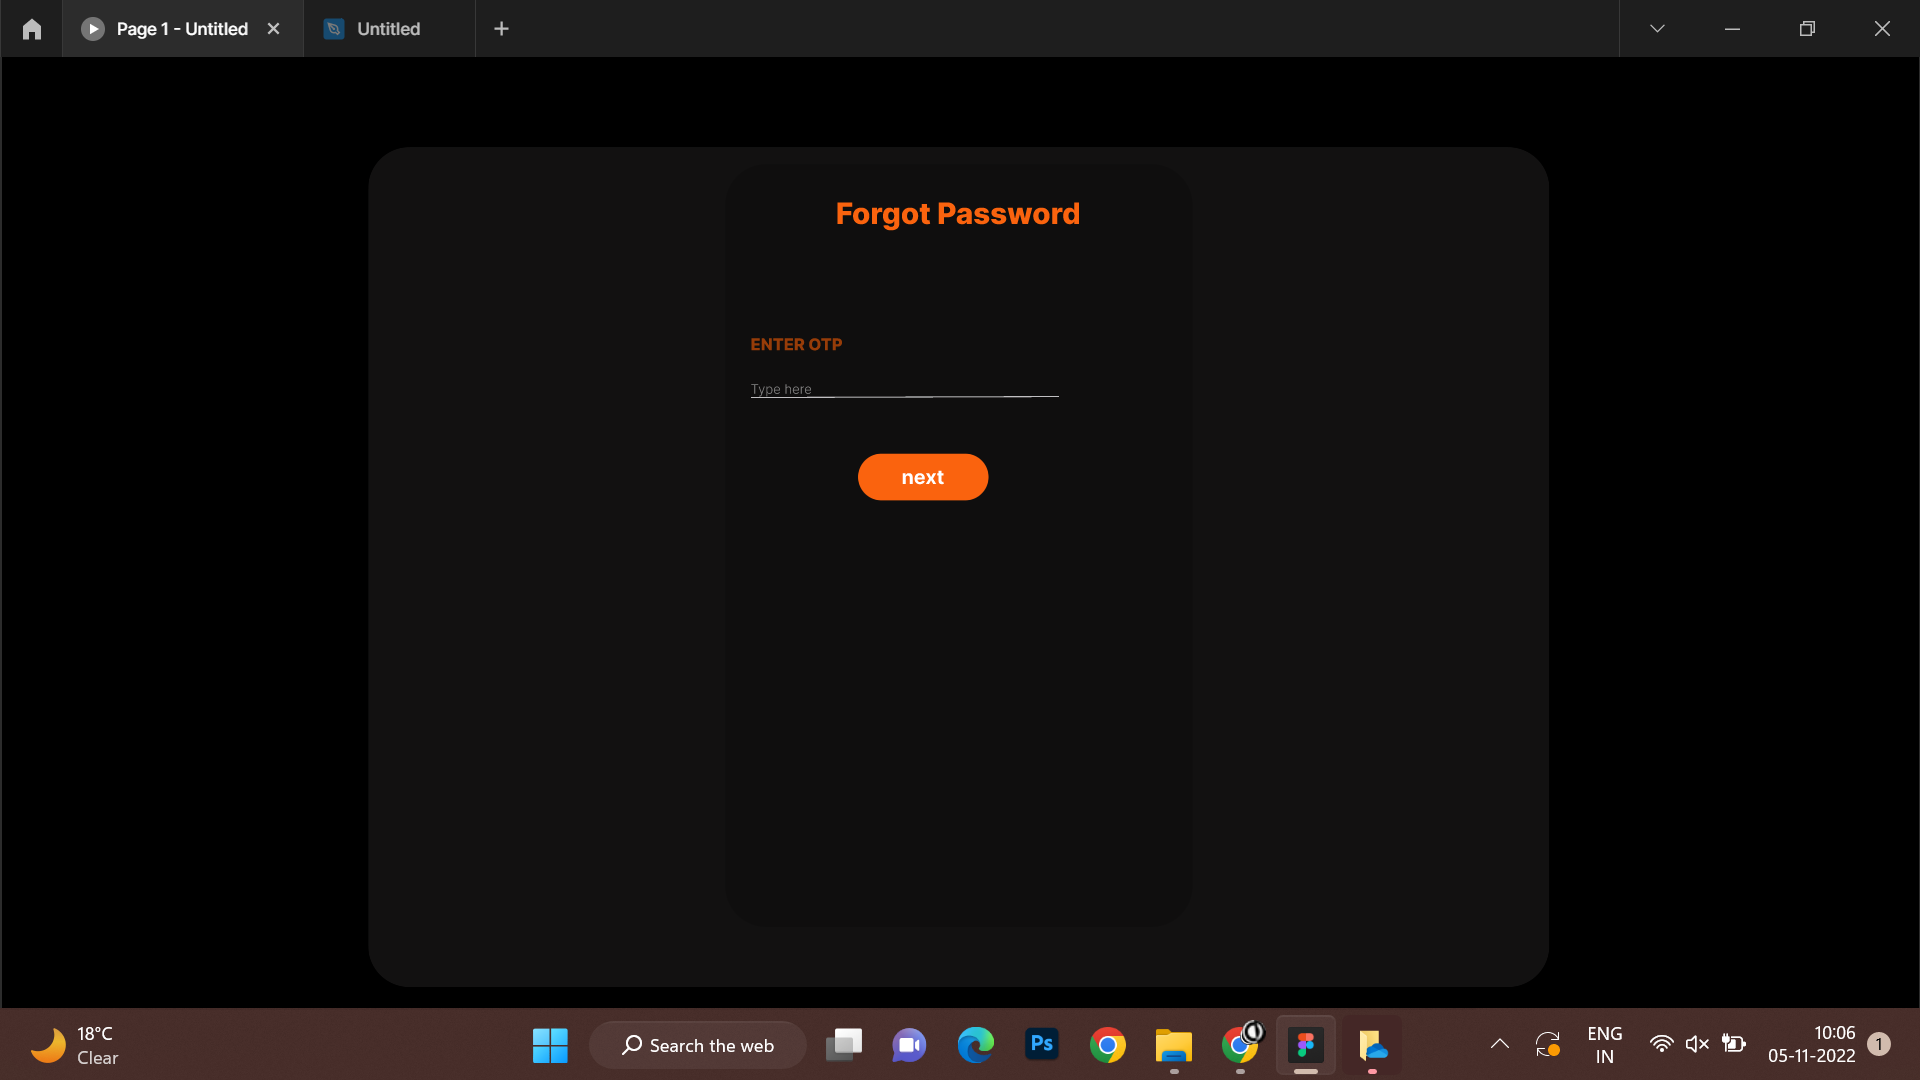 Page 1 - Untitled
Untitled
Forgot Password
ENTER OTP
Type here
next
18°C
Clear
Search the web
Ps
ENG
IN
10:06
05-11-2022
1